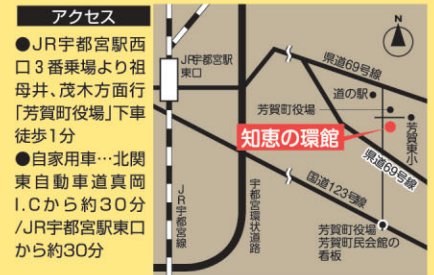 アクセス
●JR宇都宮駅西
口3番乗場より祖
母井、茂木方面行
「芳賀町役場」下車
徒歩1分
●自家用車…北関
東自動車道真岡
I.Cから約30分
/JR宇都宮駅東口
から約30分
N
JR宇都宮駅
東口
県道69号線
道の駅
芳賀町役場
知恵の環館
芳賀東小
県道69号線
国道123号線
JR宇都宮線
宇都宮環状道路
芳賀町役場
芳賀町民会館の
看板